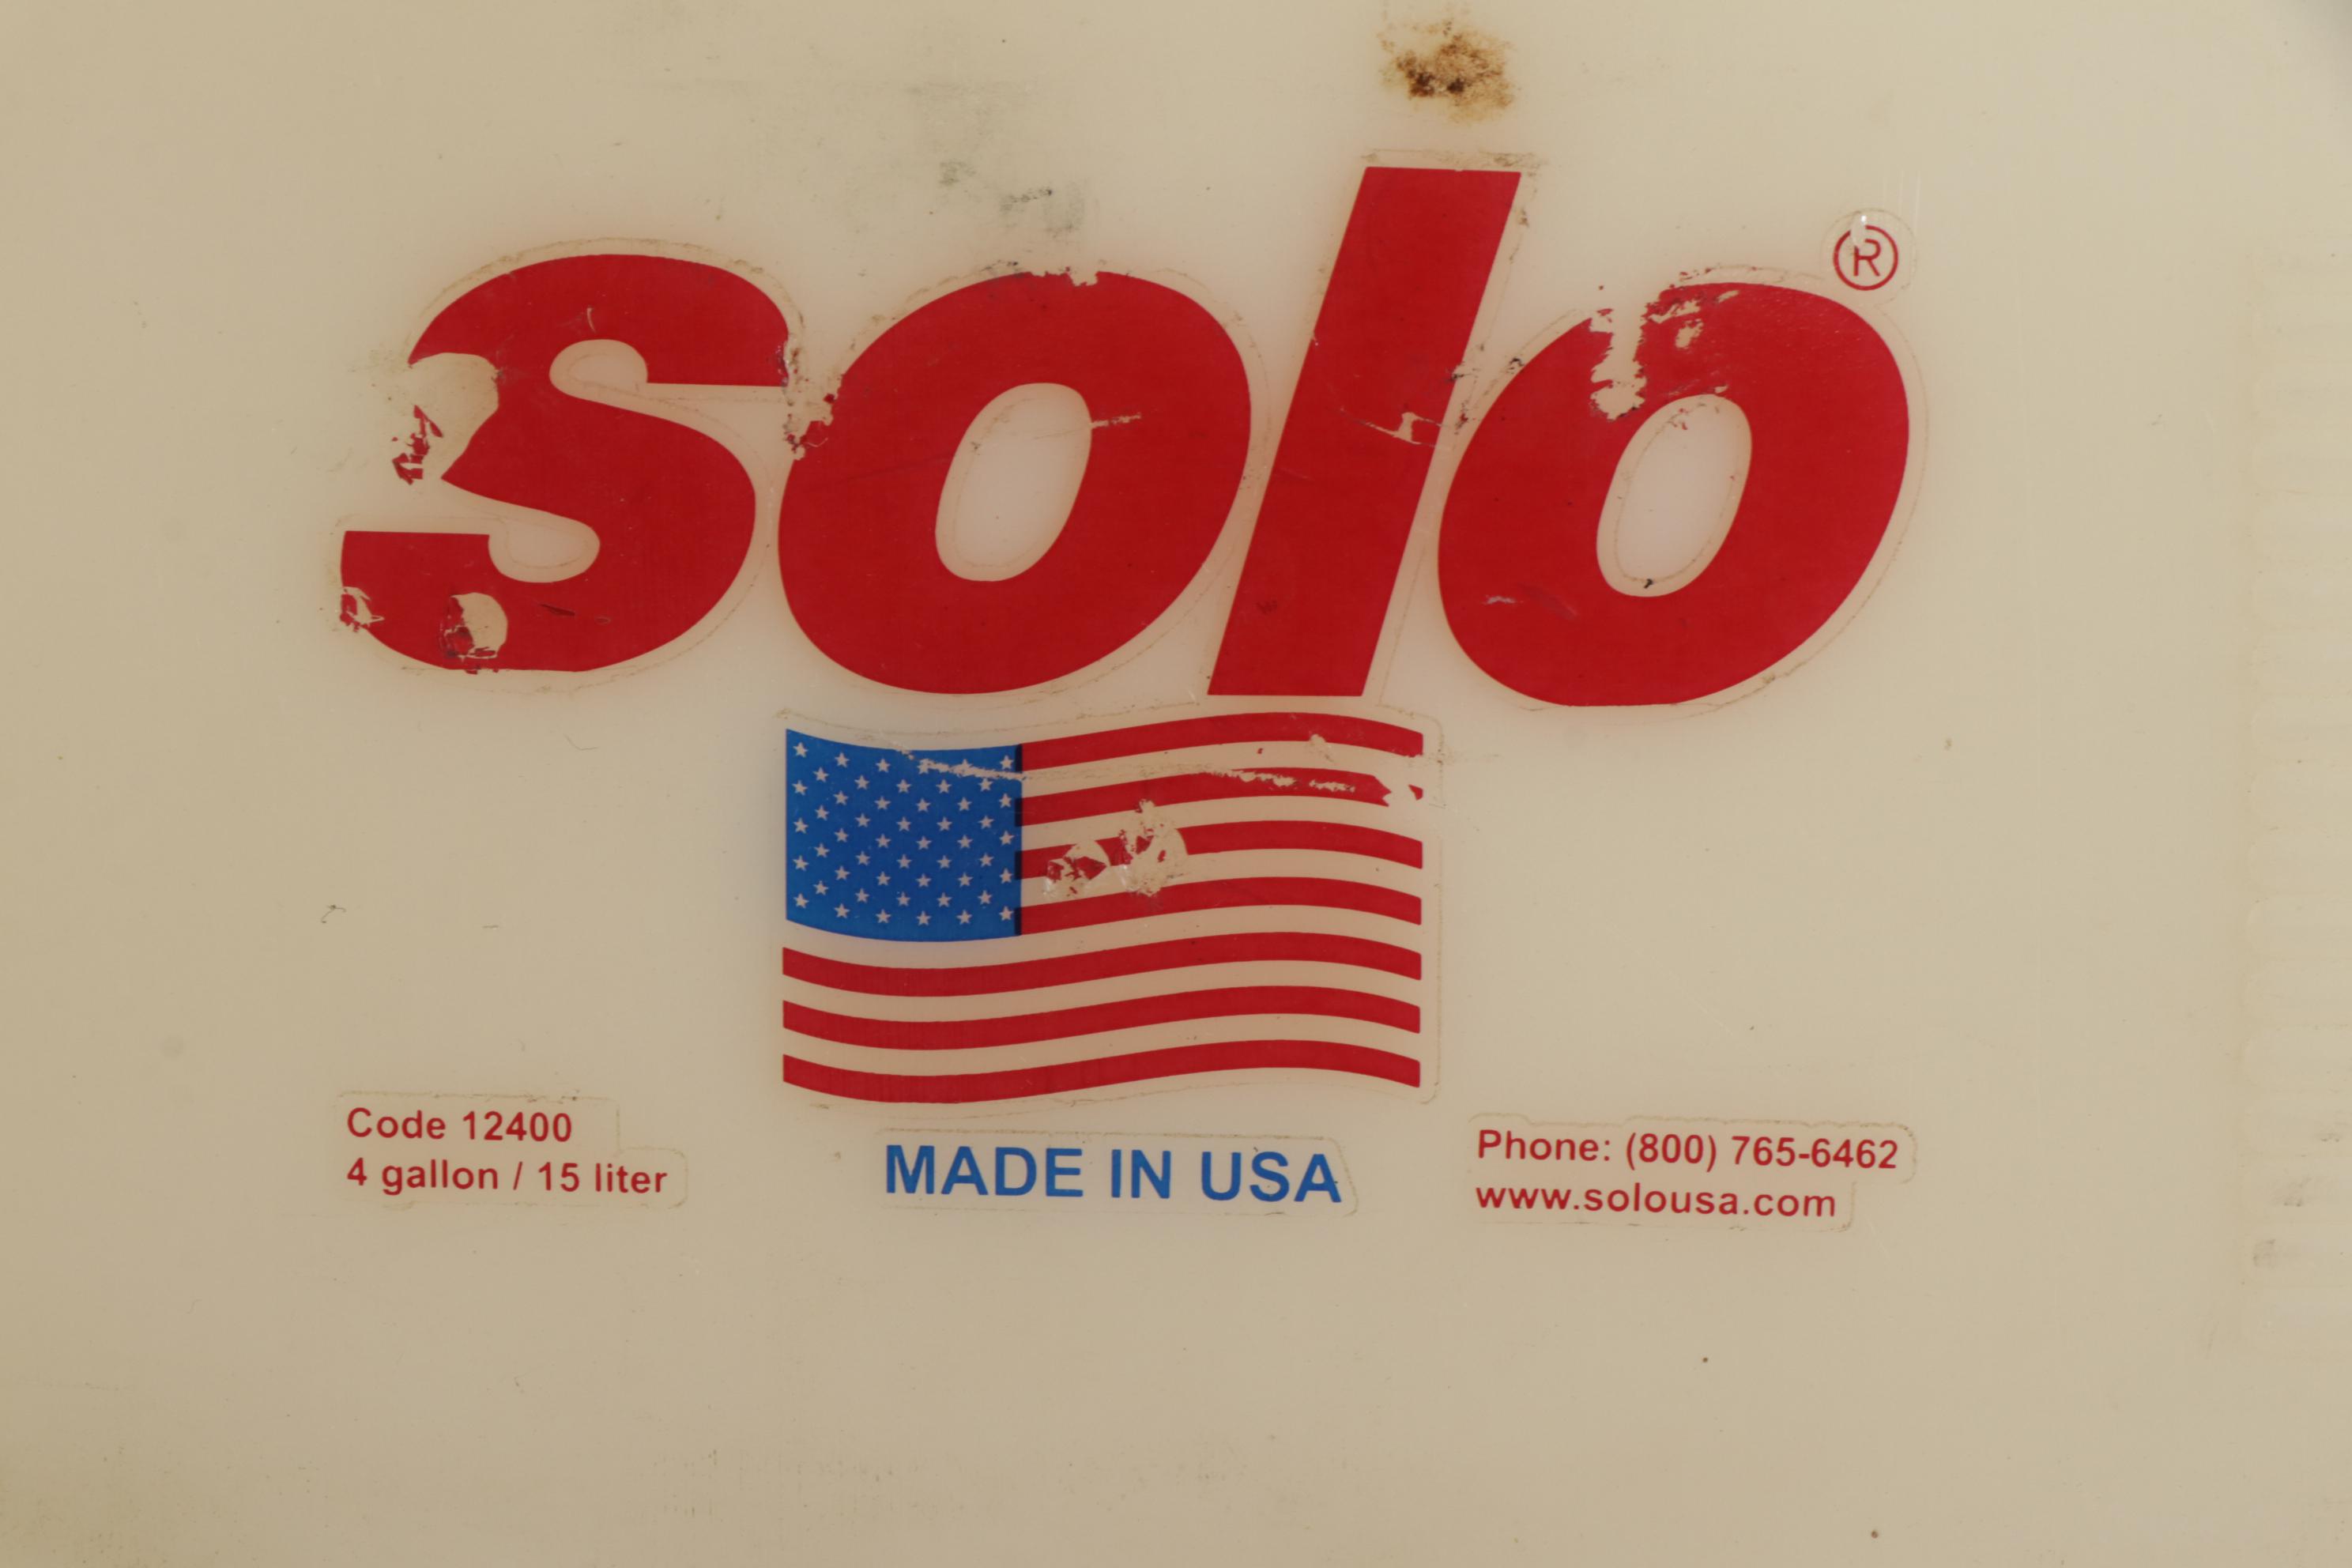 solo®
Code 12400
4 gallon / 15 liter
MADE IN USA
Phone: (800) 765-6462
www.solousa.com